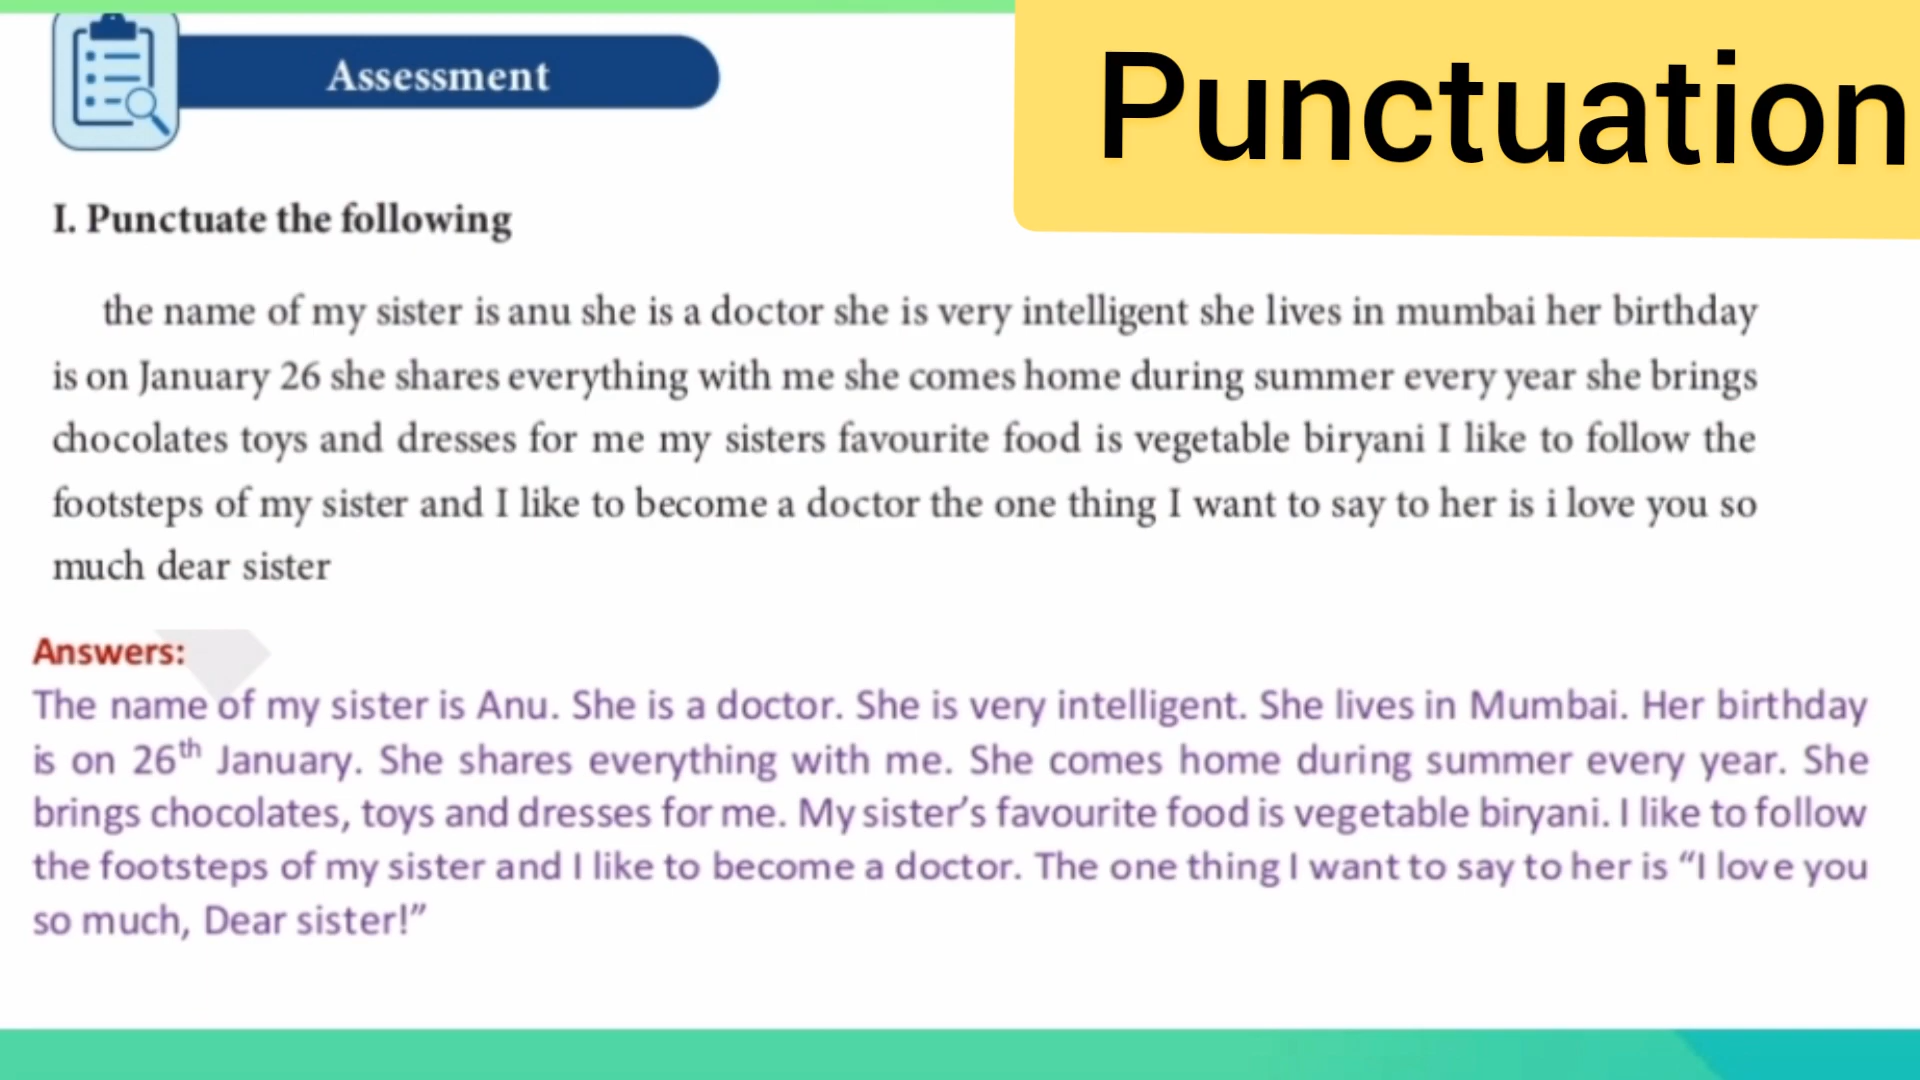 Assessment
Punctuation
I. Punctuate the following
the name of my sister is anu she is a doctor she is very intelligent she lives in mumbai her birthday
is on January 26 she shares everything with me she comes home during summer every year she brings
chocolates toys and dresses for me my sisters favourite food is vegetable biryani I like to follow the
footsteps of my sister and I like to become a doctor the one thing I want to say to her is i love you so
much dear sister
Answers:
The name of my sister is Anu. She is a doctor. She is very intelligent. She lives in Mumbai. Her birthday
is on 26th January. She shares everything with me. She comes home during summer every year. She
brings chocolates, toys and dresses for me. My sister’s favourite food is vegetable biryani. I like to follow
the footsteps of my sister and I like to become a doctor. The one thing I want to say to her is “I love you
so much, Dear sister!”